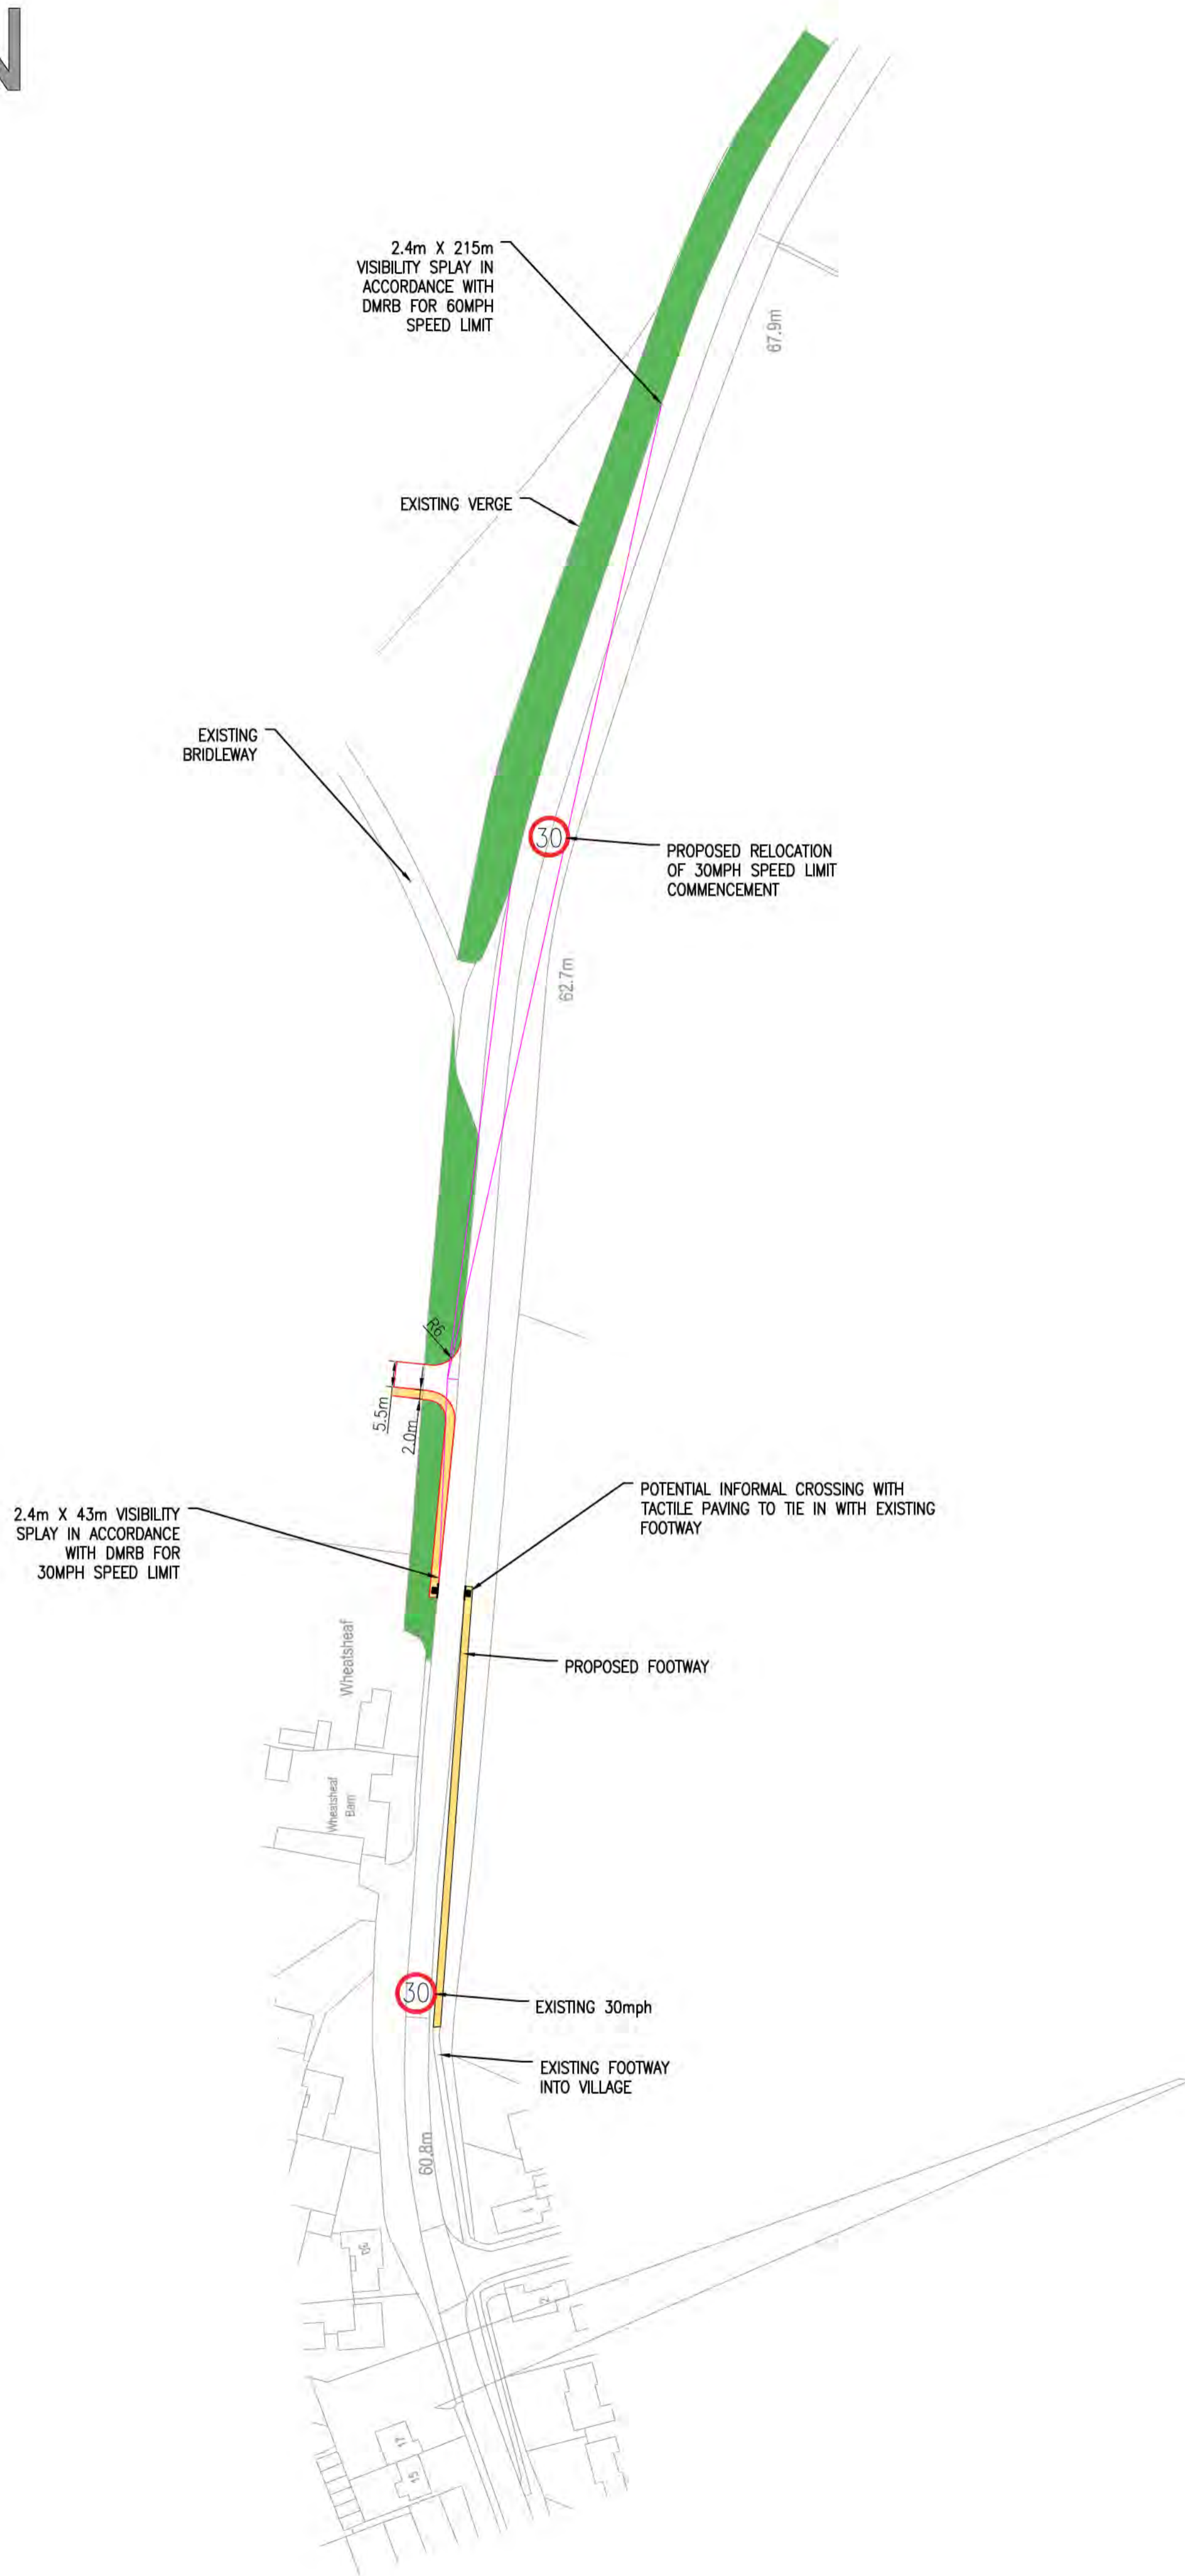 N
2.4m X 215m
VISIBILITY SPLAY IN
ACCORDANCE WITH
DMRB FOR 60MPH
SPEED LIMIT
67.9m
EXISTING VERGE
EXISTING
BRIDLEWAY
30
PROPOSED RELOCATION
OF 30MPH SPEED LIMIT
COMMENCEMENT
62.7m
R6
5.5m
2.0m
2.4m X 43m VISIBILITY
SPLAY IN ACCORDANCE
WITH DMRB FOR
30MPH SPEED LIMIT
POTENTIAL INFORMAL CROSSING WITH
TACTILE PAVING TO TIE IN WITH EXISTING
FOOTWAY
Wheatsheaf
PROPOSED FOOTWAY
Wheatsheaf
Barn
30
EXISTING 30mph
EXISTING FOOTWAY
INTO VILLAGE
60.8m
1
2
17
15